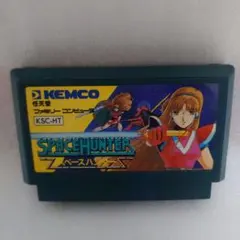 KEMCO
任天堂
ファミリー コンピュータ
KSC-HT
SPACE HUNTER
スペースハンター